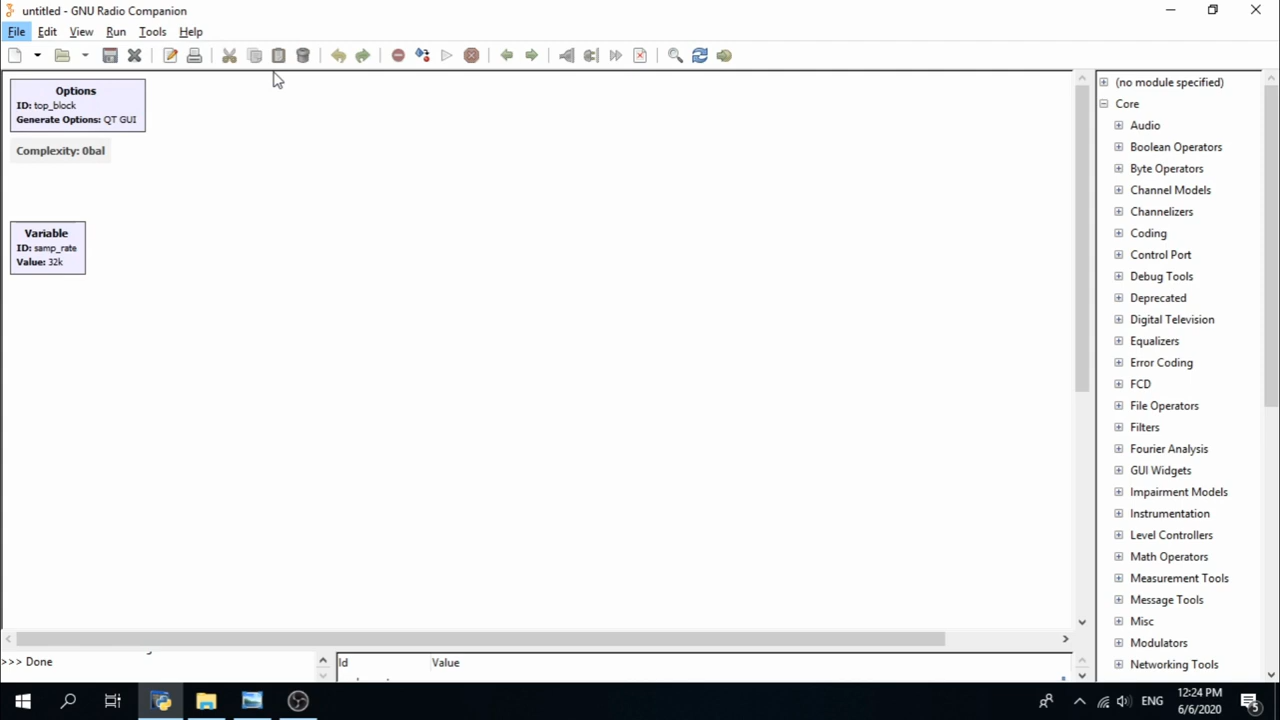 untitled - GNU Radio Companion
File Edit View Run Tools Help
Options
ID: top_block
Generate Options: QT GUI
Complexity: 0bal
Variable
ID: samp_rate
Value: 32k
(no module specified)
Core
Audio
Boolean Operators
Byte Operators
Channel Models
Channelizers
Coding
Control Port
Debug Tools
Deprecated
Digital Television
Equalizers
Error Coding
FCD
File Operators
Filters
Fourier Analysis
GUI Widgets
Impairment Models
Instrumentation
Level Controllers
Math Operators
Measurement Tools
Message Tools
Misc
Modulators
Networking Tools
>>> Done
Id Value
ENG
12:24 PM
6/6/2020
5